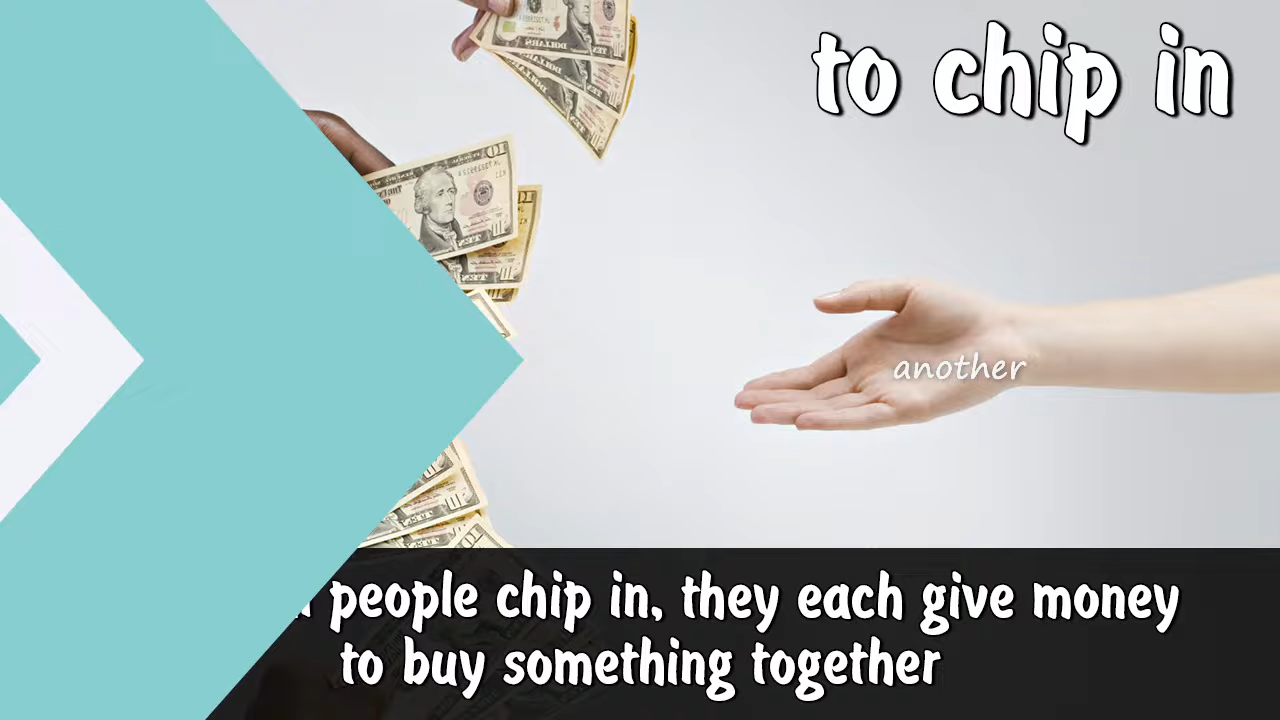 to chip in
another
people chip in, they each give money
to buy something together